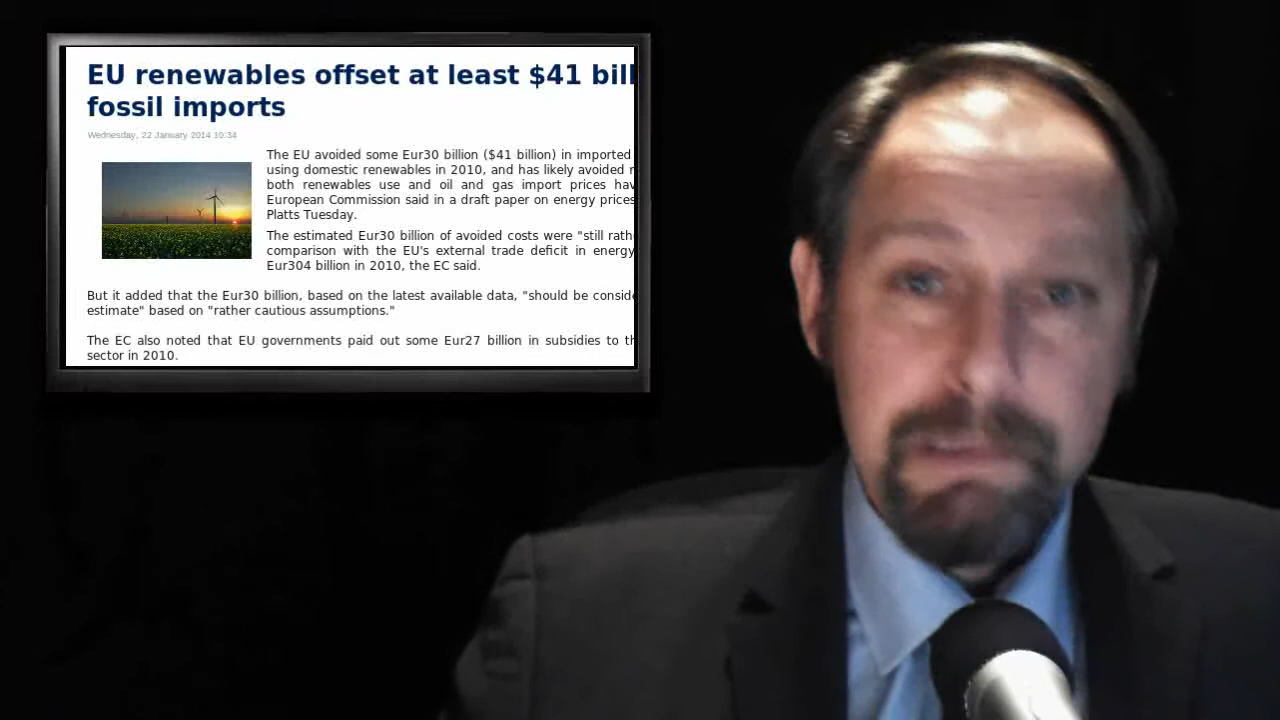 EU renewables offset at least $41 bill
fossil imports
Wednesday, 22 January 2014 10:34
The EU avoided some Eur30 billion ($41 billion) in imported
using domestic renewables in 2010, and has likely avoided
both renewables use and oil and gas import prices hav
European Commission said in a draft paper on energy prices
Platts Tuesday.
The estimated Eur30 billion of avoided costs were "still rath
comparison with the EU's external trade deficit in energy
Eur304 billion in 2010, the EC said.
But it added that the Eur30 billion, based on the latest available data, "should be conside
estimate" based on "rather cautious assumptions."
The EC also noted that EU governments paid out some Eur27 billion in subsidies to th
sector in 2010.